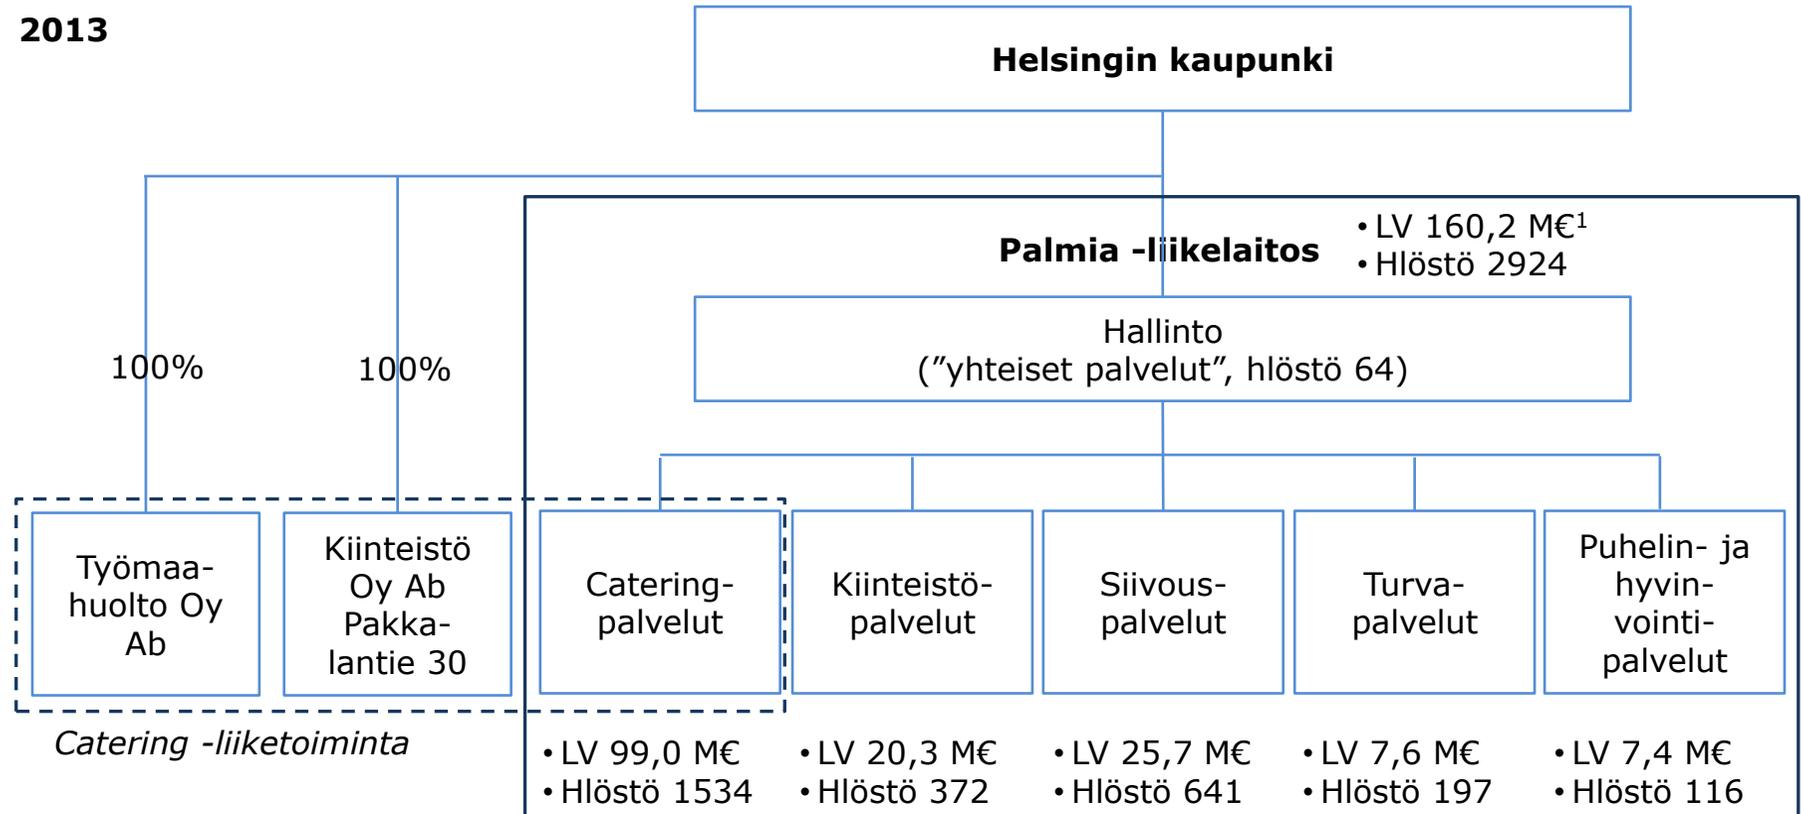 2013
Helsingin kaupunki
Palmia -liikelaitos
• LV 160,2 M€¹
• Hlöstö 2924
Hallinto
(”yhteiset palvelut”, hlöstö 64)
100%
100%
Työmaa-
huolto Oy
Ab
Kiinteistö
Oy Ab
Pakka-
lantie 30
Catering-
palvelut
Kiinteistö-
palvelut
Siivous-
palvelut
Turva-
palvelut
Puhelin- ja
hyvin-
vointi-
palvelut
Catering -liiketoiminta
• LV 99,0 M€
• Hlöstö 1534
• LV 20,3 M€
• Hlöstö 372
• LV 25,7 M€
• Hlöstö 641
• LV 7,6 M€
• Hlöstö 197
• LV 7,4 M€
• Hlöstö 116